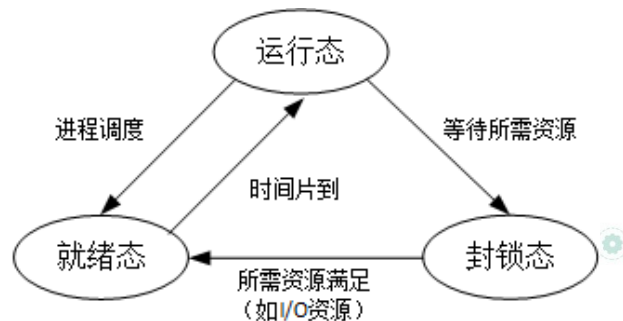 运行态
进程调度
等待所需资源
时间片到
就绪态
封锁态
所需资源满足
（如I/O资源）